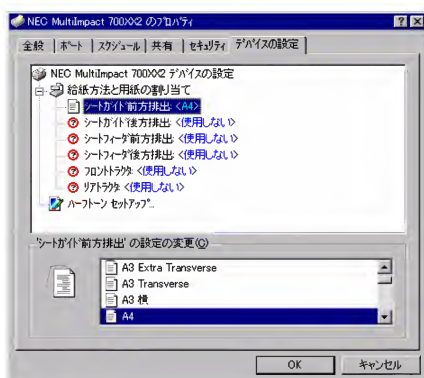 NEC MultiImpact 700XX2 のプロパティ
全般
ポート
スケジュール
共有
セキュリティ
デバイスの設定
NEC MultiImpact 700XX2 デバイスの設定
給紙方法と用紙の割り当て
シートガイド前方排出: <A4>
シートガイド後方排出: <使用しない>
シートフィーダ前方排出: <使用しない>
シートフィーダ後方排出: <使用しない>
フロントトラクタ: <使用しない>
リアトラクタ: <使用しない>
ハーフトーン セットアップ...
'シートガイド前方排出' の設定の変更(C)
A3 Extra Transverse
A3 Transverse
A3 横
A4
OK
キャンセル